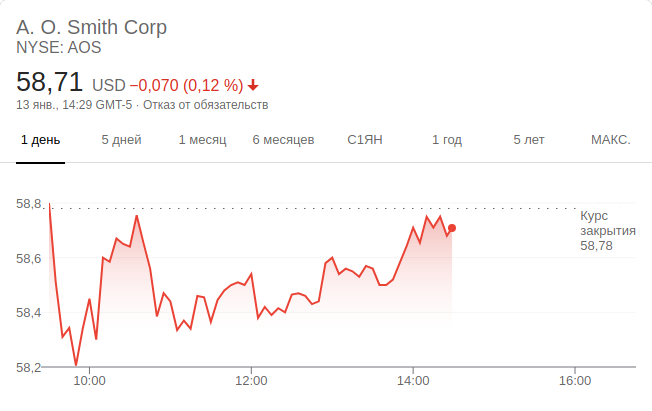 A. O. Smith Corp
NYSE: AOS
58,71 USD −0,070 (0,12 %)
13 янв., 14:29 GMT-5 · Отказ от обязательств
1 день 5 дней 1 месяц 6 месяцев С1ЯН 1 год 5 лет МАКС.
58,8
Курс
закрытия
58,78
58,6
58,4
58,2
10:00 12:00 14:00 16:00